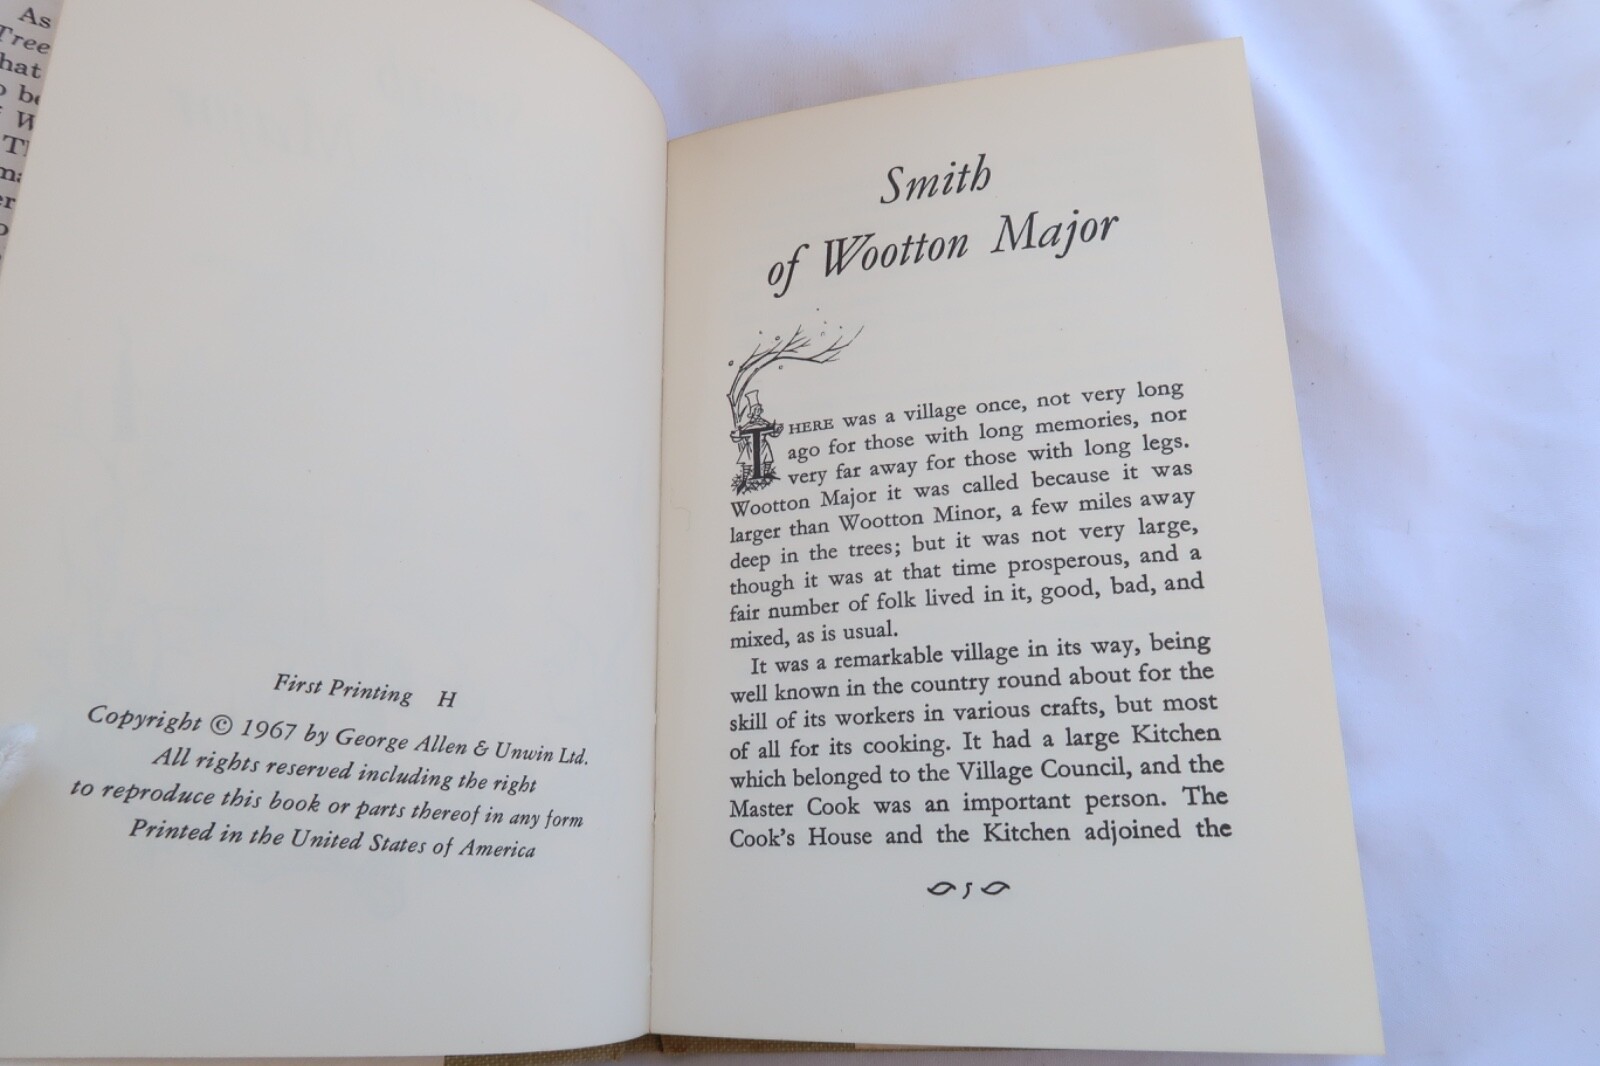 As
Tree
hat
First Printing H
Copyright © 1967 by George Allen & Unwin Ltd.
All rights reserved including the right
to reproduce this book or parts thereof in any form
Printed in the United States of America
Smith
of Wootton Major
THERE was a village once, not very long
ago for those with long memories, nor
very far away for those with long legs.
Wootton Major it was called because it was
larger than Wootton Minor, a few miles away
deep in the trees; but it was not very large,
though it was at that time prosperous, and a
fair number of folk lived in it, good, bad, and
mixed, as is usual.
It was a remarkable village in its way, being
well known in the country round about for the
skill of its workers in various crafts, but most
of all for its cooking. It had a large Kitchen
which belonged to the Village Council, and the
Master Cook was an important person. The
Cook's House and the Kitchen adjoined the
5